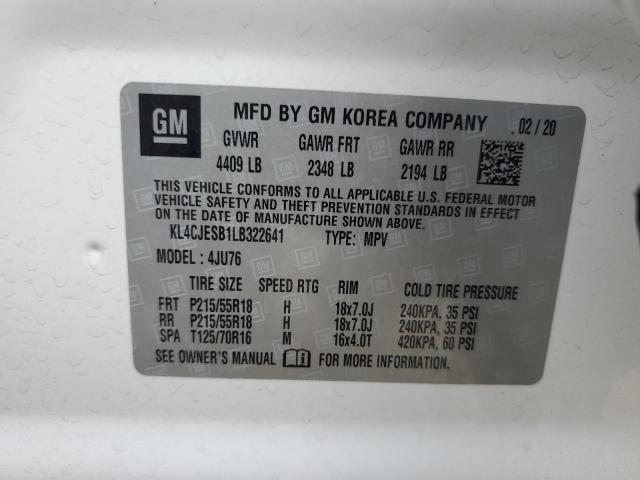 GM MFD BY GM KOREA COMPANY 02/20
GVWR GAWR FRT GAWR RR
4409 LB 2348 LB 2194 LB
THIS VEHICLE CONFORMS TO ALL APPLICABLE U.S. FEDERAL MOTOR
VEHICLE SAFETY AND THEFT PREVENTION STANDARDS IN EFFECT
ON THE DATE OF MANUFACTURE SHOWN ABOVE.
KL4CJESB1LB322641 TYPE: MPV
MODEL : 4JU76
TIRE SIZE SPEED RTG RIM COLD TIRE PRESSURE
FRT P215/55R18 H 18x7.0J 240KPA, 35 PSI
RR P215/55R18 H 18x7.0J 240KPA, 35 PSI
SPA T125/70R16 M 16x4.0T 420KPA, 60 PSI
SEE OWNER'S MANUAL FOR MORE INFORMATION.